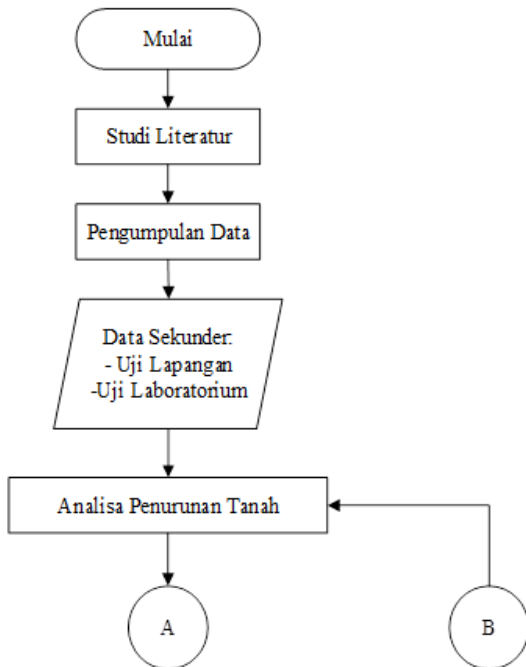 Mulai
Studi Literatur
Pengumpulan Data
Data Sekunder:
- Uji Lapangan
-Uji Laboratorium
Analisa Penurunan Tanah
A
B